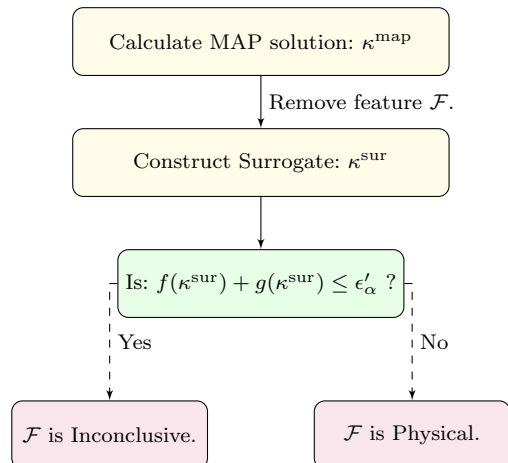 Calculate MAP solution: κ^map
Remove feature 𝓕.
Construct Surrogate: κ^sur
Is: f(κ^sur) + g(κ^sur) ≤ ϵ′_α ?
Yes
No
𝓕 is Inconclusive.
𝓕 is Physical.